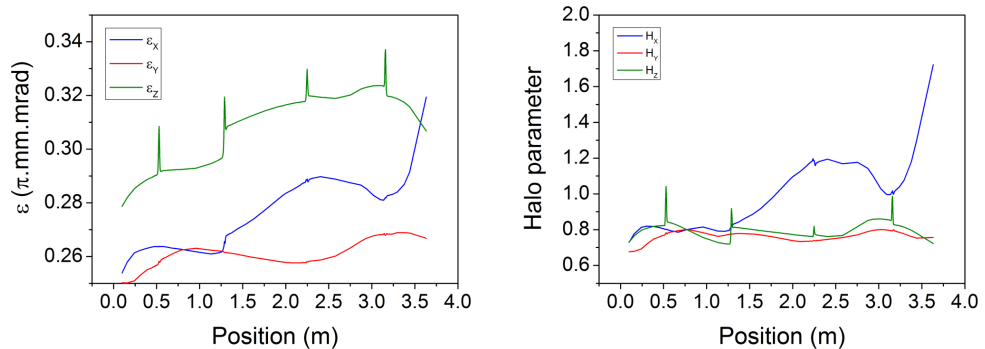 0.34
0.32
0.30
0.28
0.26
ε (π.mm.mrad)
εX
εY
εZ
0.0 0.5 1.0 1.5 2.0 2.5 3.0 3.5 4.0
Position (m)
2.0
1.8
1.6
1.4
1.2
1.0
0.8
0.6
Halo parameter
HX
HY
HZ
0.0 0.5 1.0 1.5 2.0 2.5 3.0 3.5 4.0
Position (m)